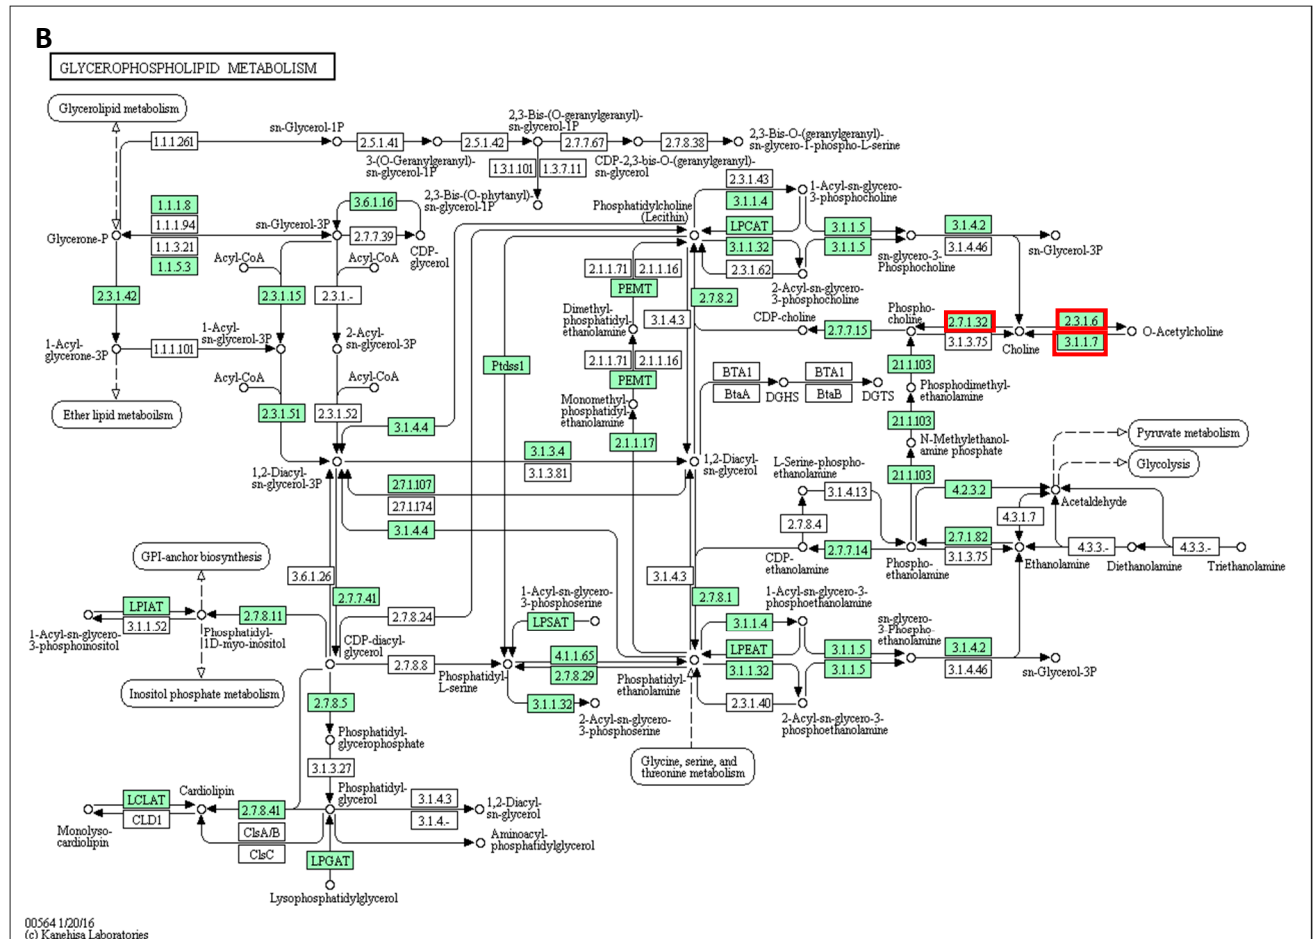 B
GLYCEROPHOSPHOLIPID METABOLISM
Glycerolipid metabolism
1.1.1.261
sn-Glycerol-1P
2.5.1.41
3-(O-Geranylgeranyl)-
sn-glycerol-1P
2.5.1.42
2,3-Bis-(O-geranylgeranyl)-
sn-glycerol-1P
2.7.7.67
CDP-2,3-bis-O-(geranylgeranyl)-
sn-glycerol
2.7.8.38
2,3-Bis-O-(geranylgeranyl)-
sn-glycero-1-phospho-L-serine
1.3.1.101
1.3.7.11
2,3-Bis-(O-phytanyl)-
sn-glycerol-1P
1.1.1.8
1.1.1.94
1.1.3.21
1.1.5.3
Glycerone-P
sn-Glycerol-3P
3.6.1.16
2.7.7.39
CDP-
glycerol
Acyl-CoA
Acyl-CoA
2.3.1.42
2.3.1.15
2.3.1.-
1-Acyl-
glycerone-3P
1.1.1.101
1-Acyl-
sn-glycerol-3P
2-Acyl-
sn-glycerol-3P
Acyl-CoA
Acyl-CoA
Ether lipid metaboilsm
2.3.1.51
2.3.1.52
3.1.4.4
1,2-Diacyl-
sn-glycerol-3P
3.1.3.4
3.1.3.81
2.7.1.107
2.7.1.174
3.1.4.4
1,2-Diacyl-
sn-glycerol
Ptdss1
Phosphatidylcholine
(Lecithin)
2.3.1.43
3.1.1.4
LPCAT
3.1.1.32
2.3.1.62
1-Acyl-sn-glycero-
3-phosphocholine
2-Acyl-sn-glycero-
3-phosphocholine
3.1.1.5
3.1.1.5
sn-glycero-3-
Phosphocholine
3.1.4.2
3.1.4.46
sn-Glycerol-3P
2.1.1.71
2.1.1.16
PEMT
Dimethyl-
phosphatidyl-
ethanolamine
2.1.1.71
2.1.1.16
PEMT
Monomethyl-
phosphatidyl-
ethanolamine
2.1.1.17
3.1.4.3
2.7.8.2
CDP-choline
2.7.7.15
Phospho-
choline
2.7.1.32
3.1.3.75
Choline
2.3.1.6
3.1.1.7
O-Acetylcholine
BTA1
BtaA
DGHS
BTA1
BtaB
DGTS
2.1.1.103
Phosphodimethyl-
ethanolamine
2.1.1.103
N-Methylethanol-
amine phosphate
2.1.1.103
Pyruvate metabolism
Glycolysis
L-Serine-phospho-
ethanolamine
3.1.4.13
2.7.8.4
4.2.3.2
Acetaldehyde
4.3.1.7
CDP-
ethanolamine
2.7.7.14
Phospho-
ethanolamine
2.7.1.82
3.1.3.75
Ethanolamine
4.3.3.-
Diethanolamine
4.3.3.-
Triethanolamine
GPI-anchor biosynthesis
LPIAT
3.1.1.52
1-Acyl-sn-glycero-
3-phosphoinositol
Phosphatidyl-
1D-myo-inositol
2.7.8.11
Inositol phosphate metabolism
3.6.1.26
2.7.7.41
2.7.8.24
CDP-diacyl-
glycerol
2.7.8.8
Phosphatidyl-
L-serine
1-Acyl-sn-glycero-
3-phosphoserine
LPSAT
4.1.1.65
2.7.8.29
3.1.1.32
2-Acyl-sn-glycero-
3-phosphoserine
Phosphatidyl-
ethanolamine
3.1.4.3
2.7.8.1
1-Acyl-sn-glycero-3-
phosphoethanolamine
3.1.1.4
LPEAT
3.1.1.32
2.3.1.40
2-Acyl-sn-glycero-3-
phosphoethanolamine
3.1.1.5
3.1.1.5
sn-glycero-
3-Phospho-
ethanolamine
3.1.4.2
3.1.4.46
sn-Glycerol-3P
Glycine, serine, and
threonine metabolism
2.7.8.5
Phosphatidyl-
glycerophosphate
3.1.3.27
Phosphatidyl-
glycerol
LCLAT
CLD1
Monolyso-
cardiolipin
Cardiolipin
2.7.8.41
ClsA/B
ClsC
3.1.4.3
3.1.4.-
1,2-Diacyl-
sn-glycerol
Aminoacyl-
phosphatidylglycerol
LPGAT
Lysophosphatidylglycerol
00564 1/20/16
(c) Kanehisa Laboratories